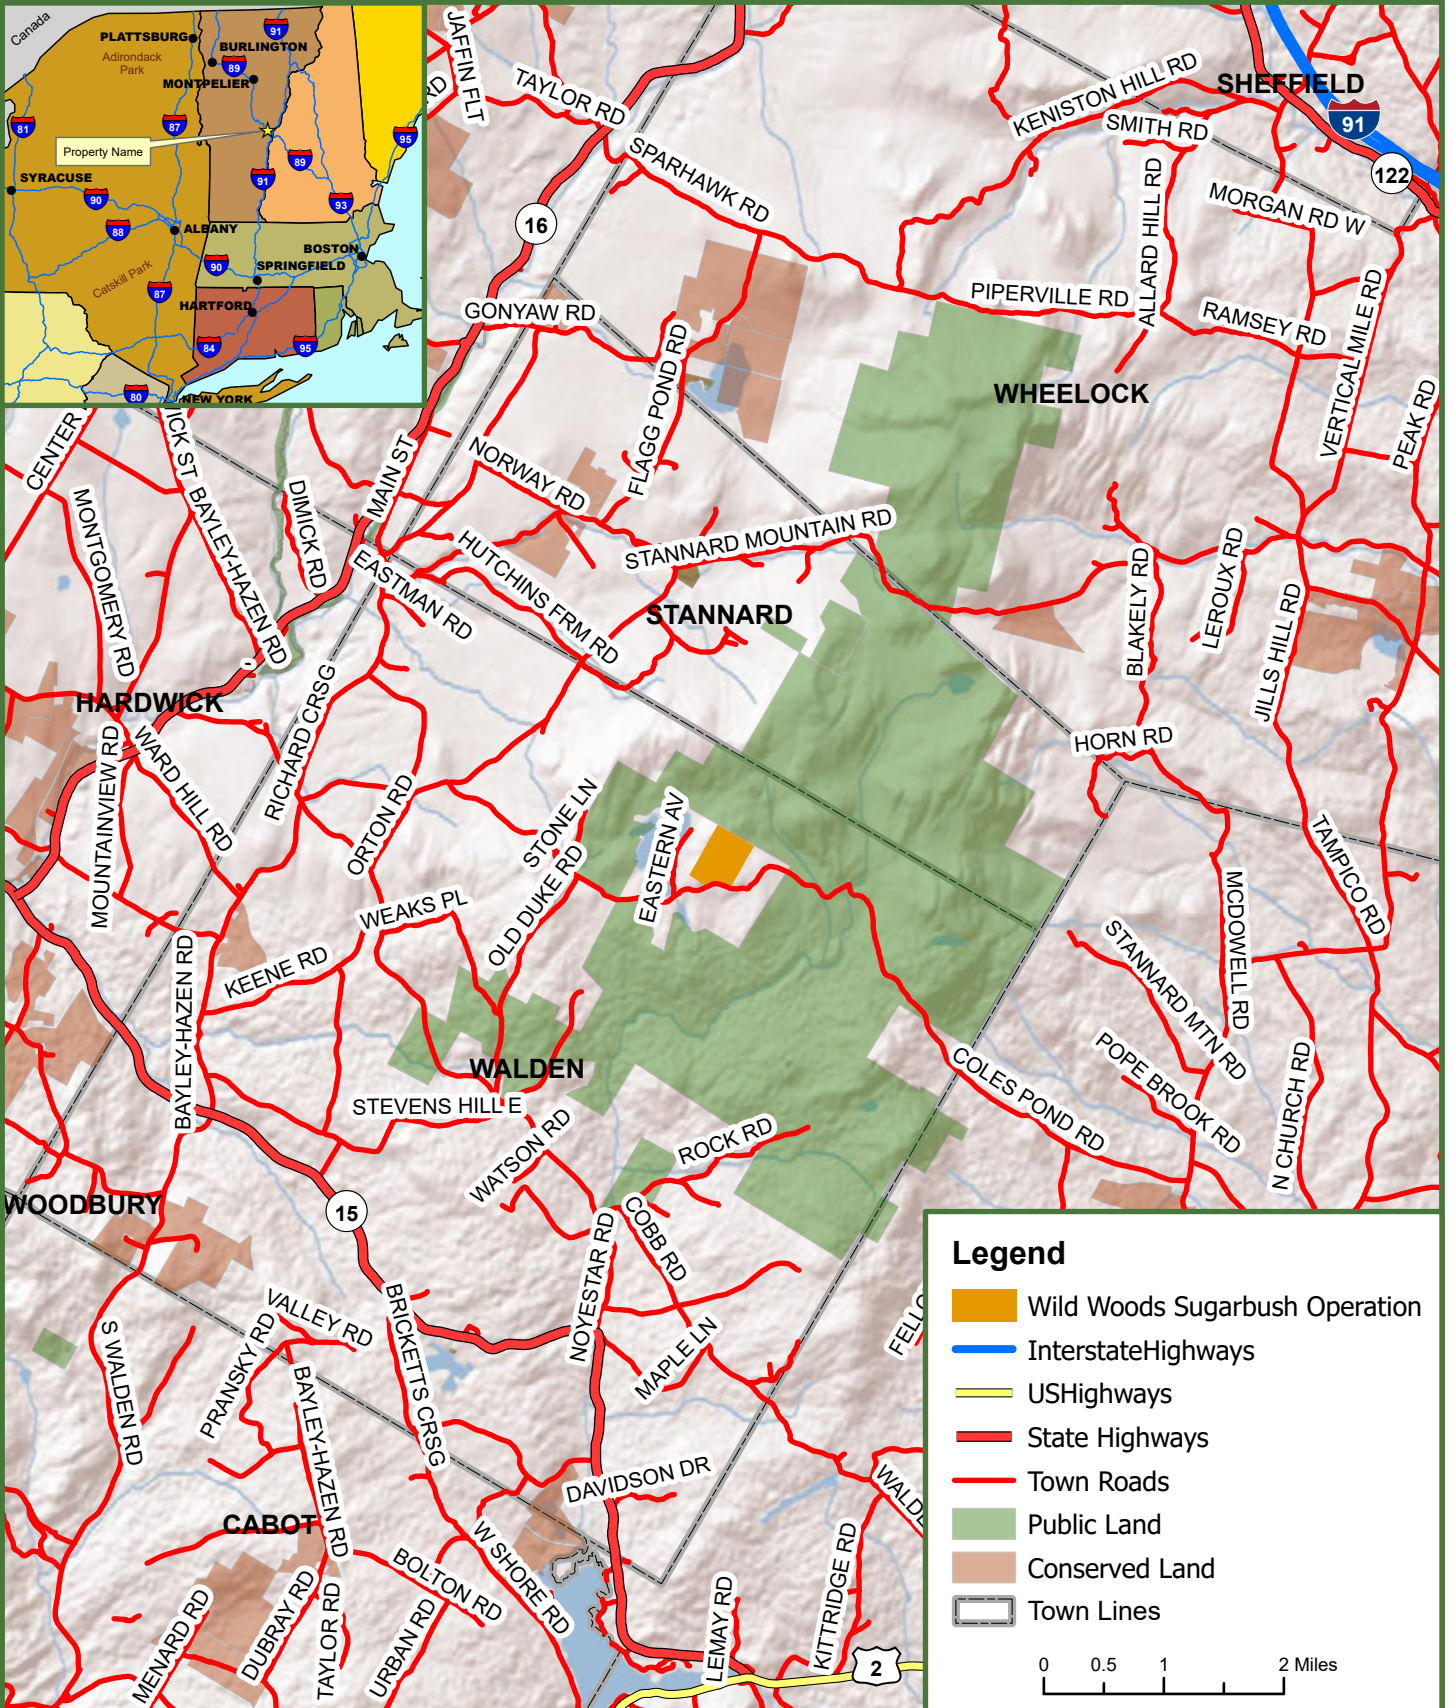 Canada
PLATTSBURG
Adirondack
Park
BURLINGTON
91
89
MONTPELIER
81
87
95
Property Name
89
SYRACUSE
91
90
93
88
ALBANY
BOSTON
90
SPRINGFIELD
Catskill Park
87
HARTFORD
84
95
80
NEW YORK
JAFFIN FLT
RD
TAYLOR RD
SPARHAWK RD
KENISTON HILL RD
SHEFFIELD
SMITH RD
91
122
16
ALLARD HILL RD
MORGAN RD W
GONYAW RD
PIPERVILLE RD
RAMSEY RD
VERTICAL MILE RD
FLAGG POND RD
WHEELOCK
PEAK RD
CENTER
ICK ST
MAIN ST
NORWAY RD
MONTGOMERY RD
BAYLEY-HAZEN RD
DIMICK RD
STANNARD MOUNTAIN RD
HUTCHINS FRM RD
EASTMAN RD
STANNARD
BLAKELY RD
LEROUX RD
JILLS HILL RD
HARDWICK
RICHARD CRSG
HORN RD
MOUNTAINVIEW RD
WARD HILL RD
ORTON RD
STONE LN
EASTERN AV
TAMPICO RD
OLD DUKE RD
WEAKS PL
MCDOWELL RD
KEENE RD
STANNARD MTN RD
BAYLEY-HAZEN RD
WALDEN
COLES POND RD
POPE BROOK RD
N CHURCH RD
STEVENS HILL E
WATSON RD
ROCK RD
WOODBURY
15
COBB RD
NOYESTAR RD
VALLEY RD
BRICKETTS CRSG
S WALDEN RD
PRANSKY RD
MAPLE LN
FELLO
BAYLEY-HAZEN RD
DAVIDSON DR
WALDE
CABOT
W SHORE RD
BOLTON RD
KITTRIDGE RD
MENARD RD
DUBRAY RD
TAYLOR RD
URBAN RD
LEMAY RD
2
Legend
Wild Woods Sugarbush Operation
InterstateHighways
USHighways
State Highways
Town Roads
Public Land
Conserved Land
Town Lines
0 0.5 1 2 Miles